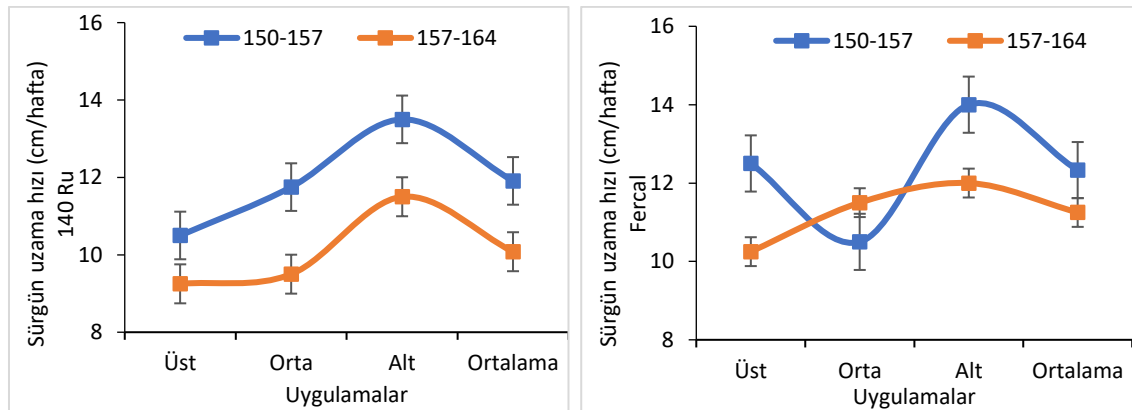 Sürgün uzama hızı (cm/hafta)
140 Ru
16
14
12
10
8
150-157
157-164
Üst
Orta
Alt
Ortalama
Uygulamalar
Sürgün uzama hızı (cm/hafta)
Fercal
16
14
12
10
8
150-157
157-164
Üst
Orta
Alt
Ortalama
Uygulamalar